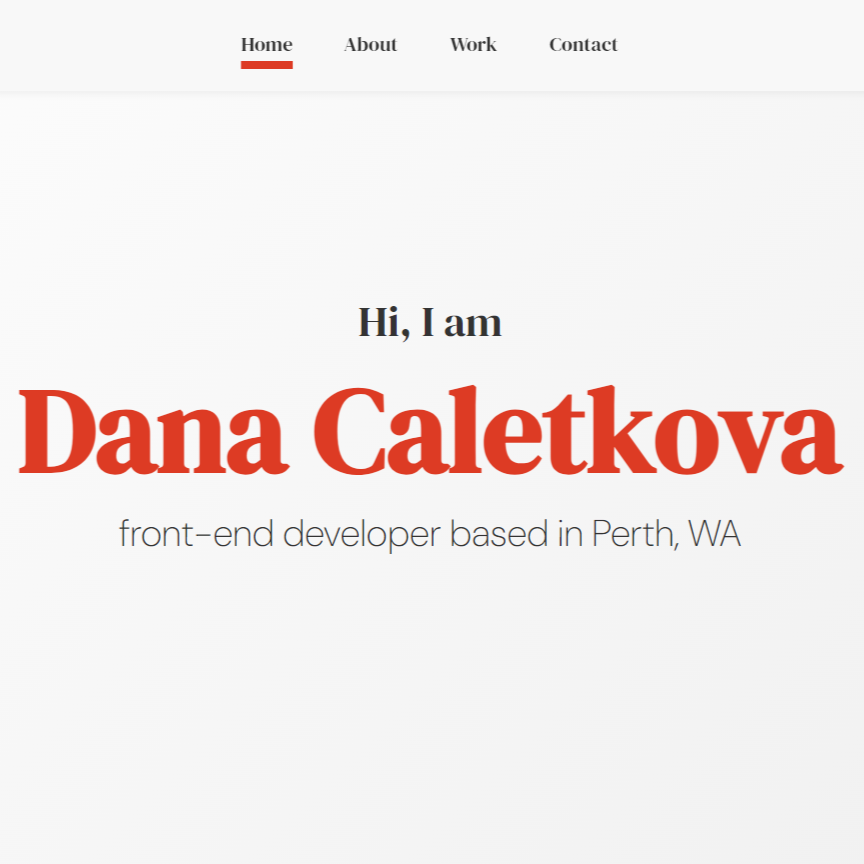 Home About Work Contact
Hi, I am
Dana Caletkova
front-end developer based in Perth, WA